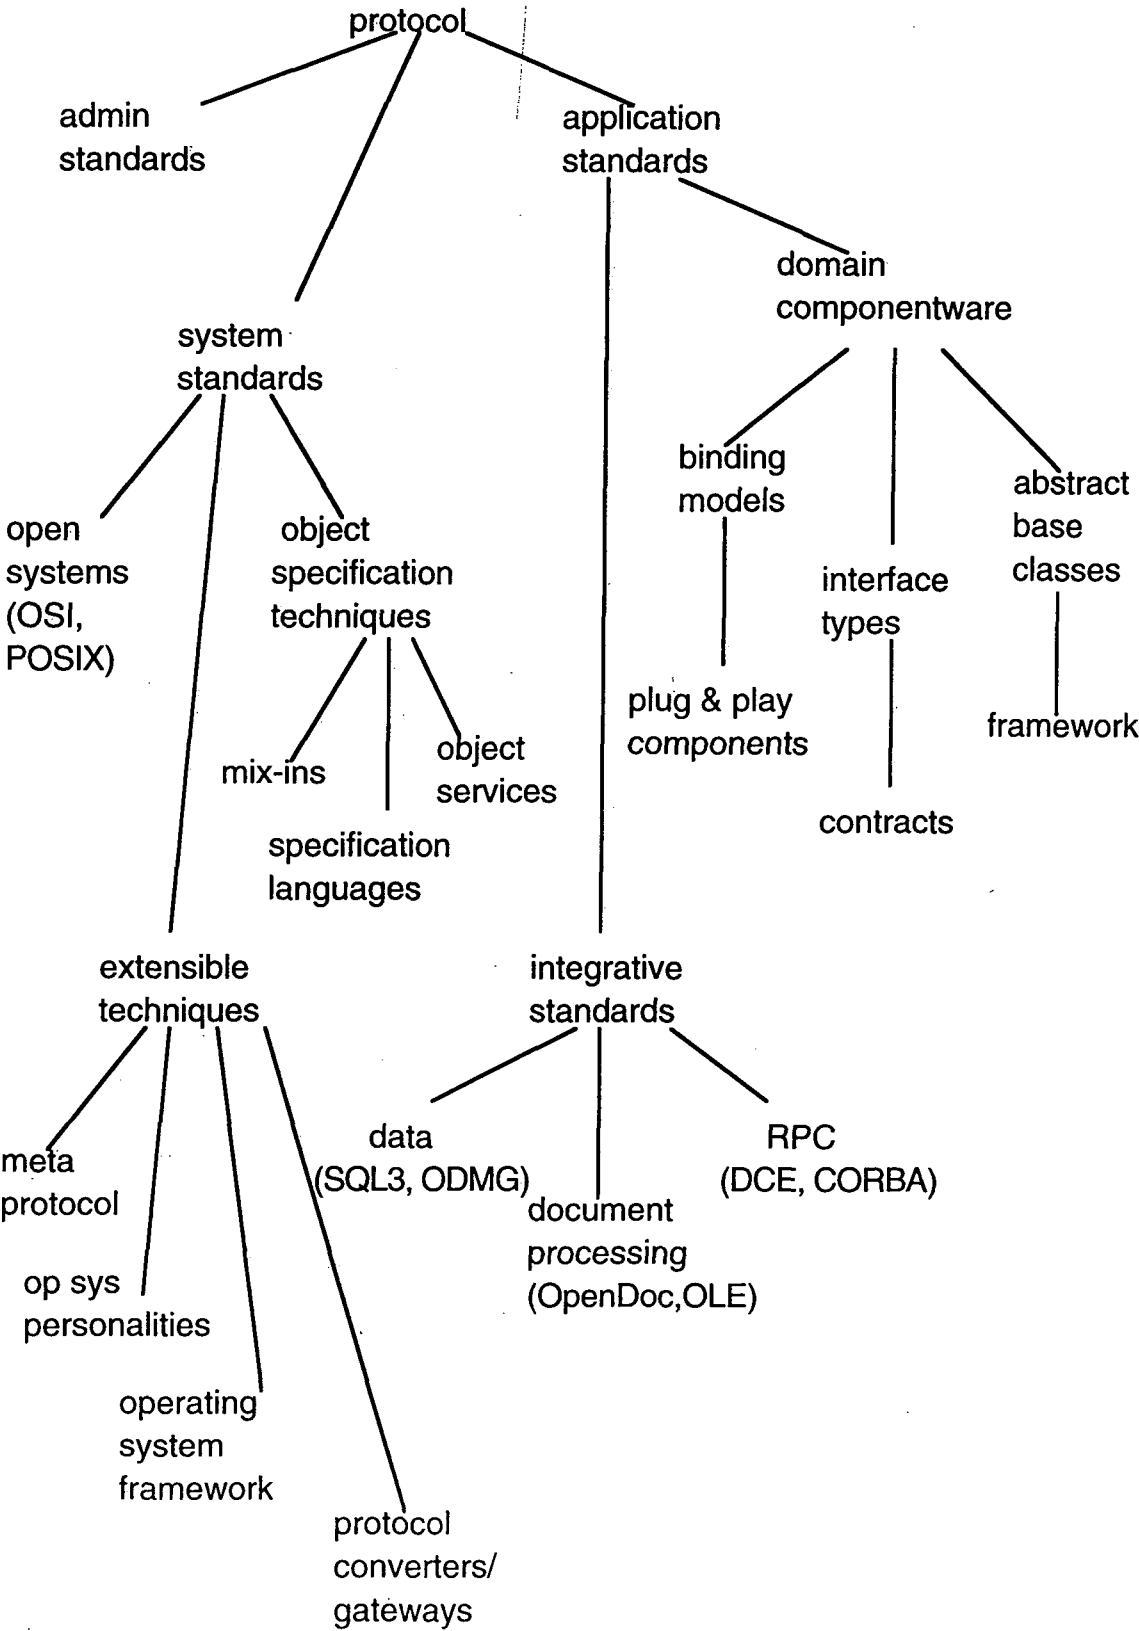 protocol
admin
standards
application
standards
domain
componentware
system
standards
binding
models
abstract
base
classes
open
systems
(OSI,
POSIX)
object
specification
techniques
interface
types
plug & play
components
framework
mix-ins
object
services
contracts
specification
languages
extensible
techniques
integrative
standards
data
(SQL3, ODMG)
RPC
(DCE, CORBA)
meta
protocol
document
processing
(OpenDoc,OLE)
op sys
personalities
operating
system
framework
protocol
converters/
gateways